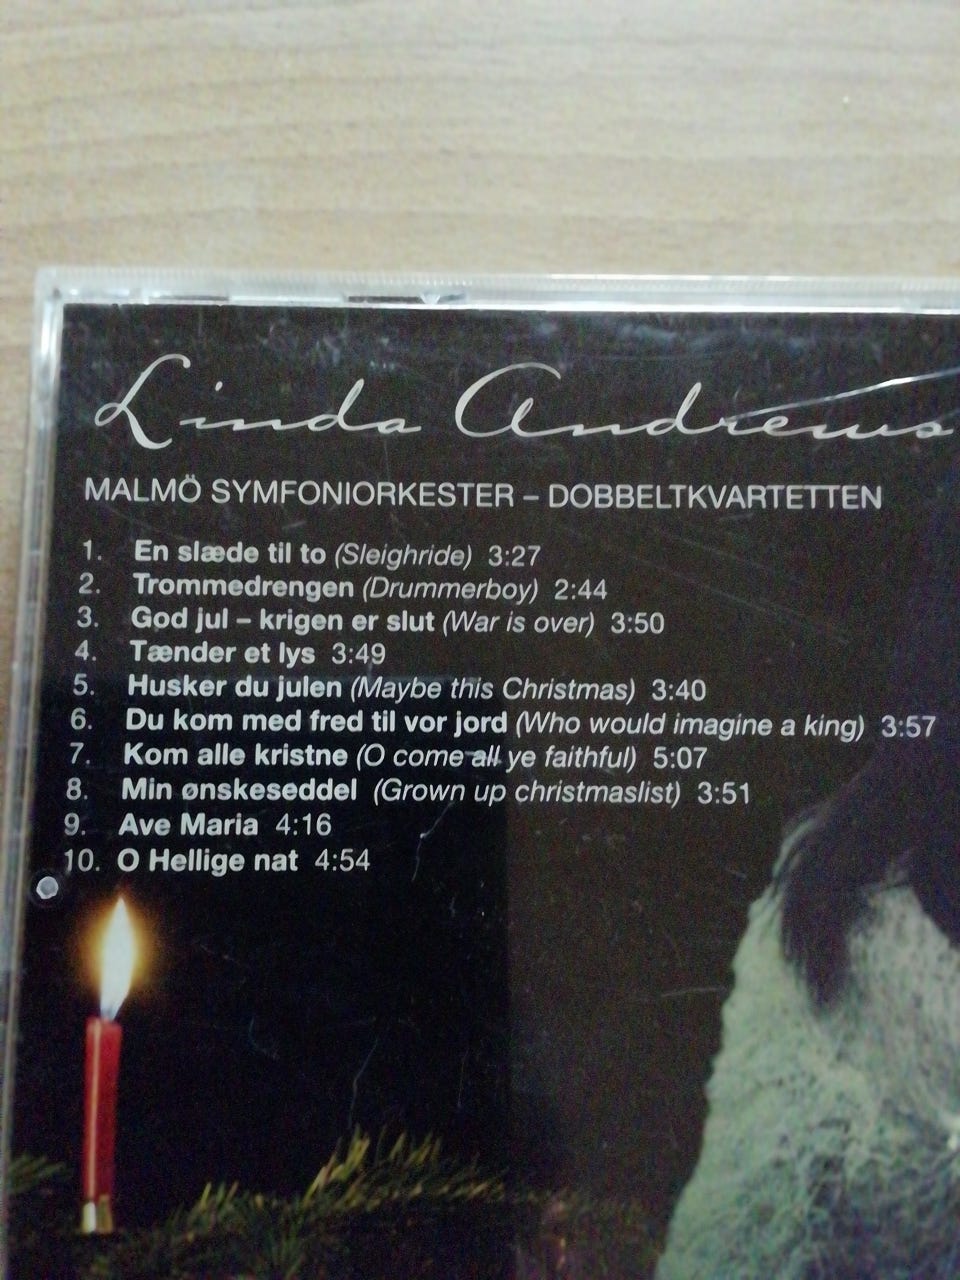 Linda Andrews
MALMÖ SYMFONIORKESTER – DOBBELTKVARTETTEN
1. En slæde til to (Sleighride) 3:27
2. Trommedrengen (Drummerboy) 2:44
3. God jul – krigen er slut (War is over) 3:50
4. Tænder et lys 3:49
5. Husker du julen (Maybe this Christmas) 3:40
6. Du kom med fred til vor jord (Who would imagine a king) 3:57
7. Kom alle kristne (O come all ye faithful) 5:07
8. Min ønskeseddel (Grown up christmaslist) 3:51
9. Ave Maria 4:16
10. O Hellige nat 4:54